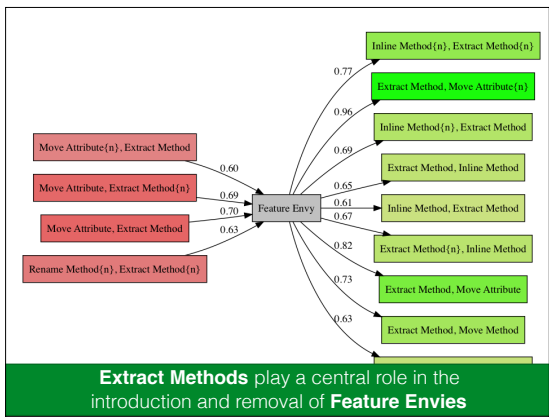 Move Attribute{n}, Extract Method
Move Attribute, Extract Method{n}
Move Attribute, Extract Method
Rename Method{n}, Extract Method{n}
0.60
0.69
0.70
0.63
Feature Envy
0.77
0.96
0.69
0.65
0.61
0.67
0.82
0.73
0.63
Inline Method{n}, Extract Method{n}
Extract Method, Move Attribute{n}
Inline Method{n}, Extract Method
Extract Method, Inline Method
Inline Method, Extract Method
Extract Method{n}, Inline Method
Extract Method, Move Attribute
Extract Method, Move Method
Extract Methods play a central role in the
introduction and removal of Feature Envies